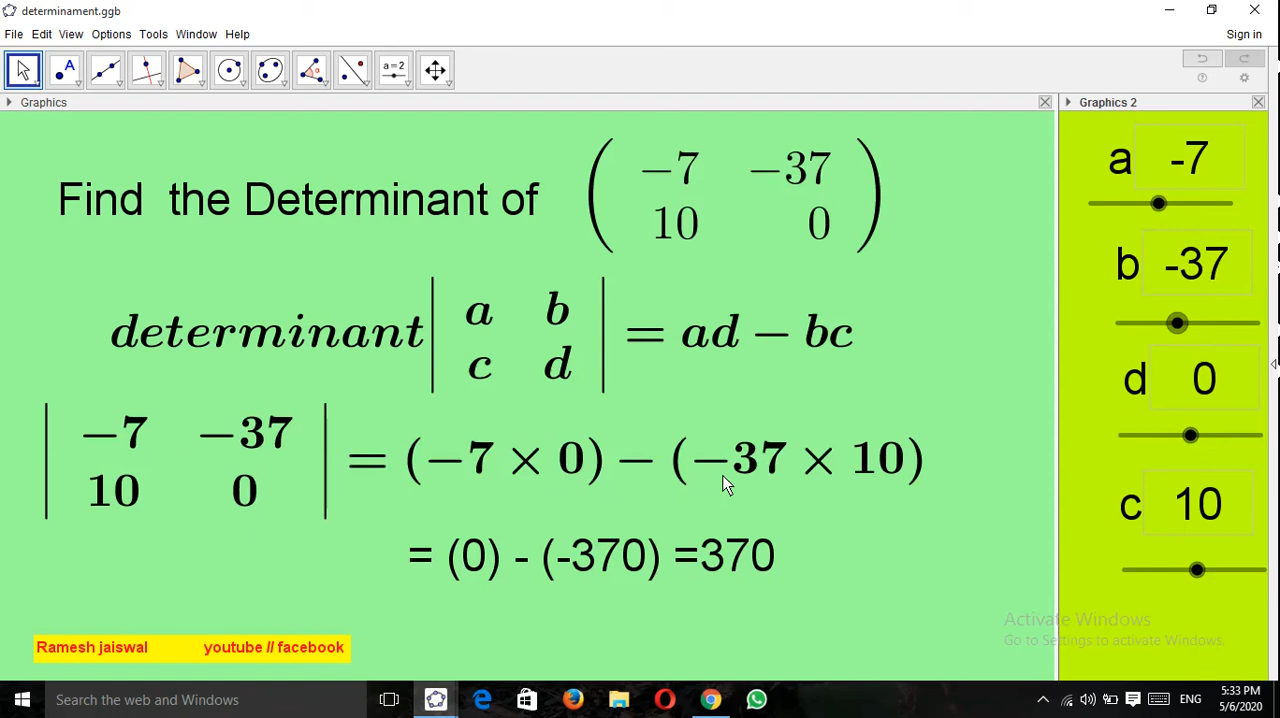 determinament.ggb
File Edit View Options Tools Window Help
Sign in
A
α
a = 2
Graphics
Graphics 2
Find the Determinant of ( −7 −37
10 0 )
determinant | a b
c d | = ad − bc
| −7 −37
10 0 | = (−7 × 0) − (−37 × 10)
= (0) - (-370) =370
Ramesh jaiswal youtube // facebook
a -7
b -37
d 0
c 10
Activate Windows
Go to Settings to activate Windows.
Search the web and Windows
ENG
5:33 PM
5/6/2020